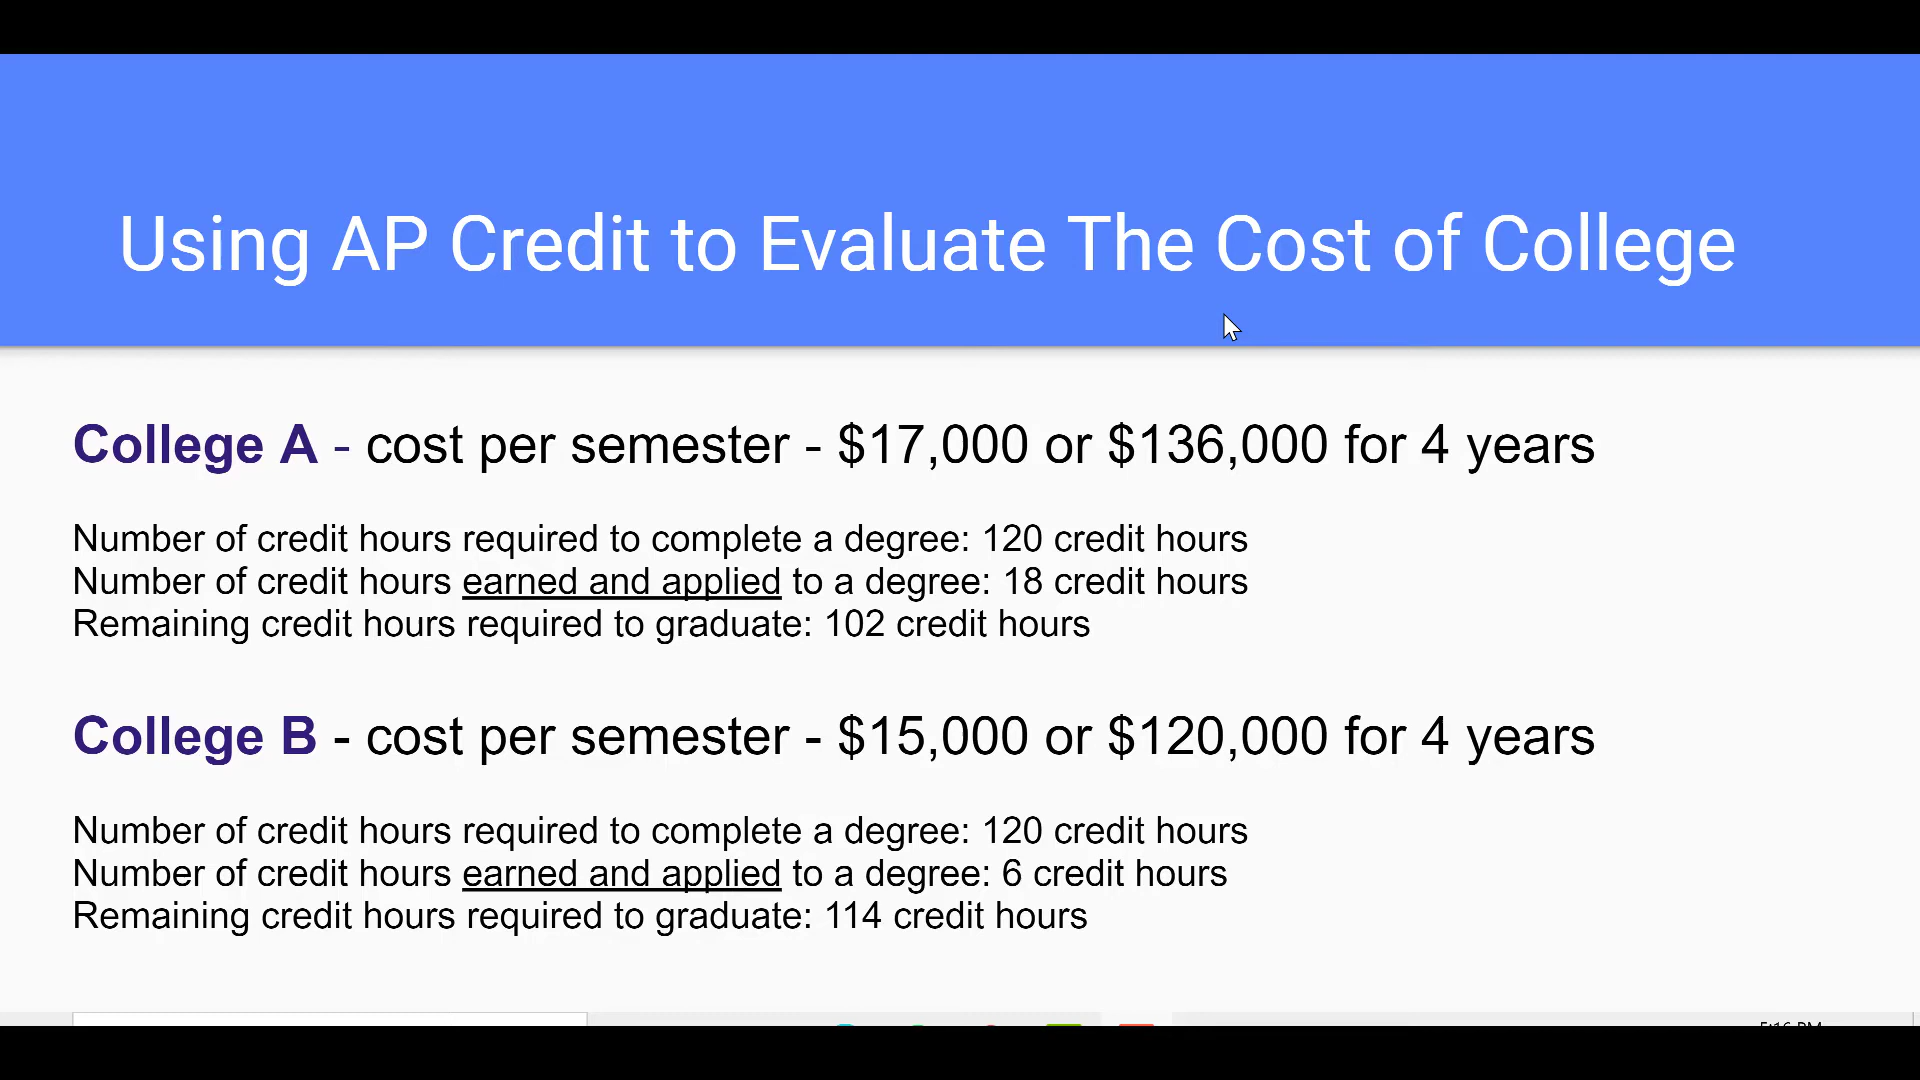 Using AP Credit to Evaluate The Cost of College
College A - cost per semester - $17,000 or $136,000 for 4 years
Number of credit hours required to complete a degree: 120 credit hours
Number of credit hours earned and applied to a degree: 18 credit hours
Remaining credit hours required to graduate: 102 credit hours
College B - cost per semester - $15,000 or $120,000 for 4 years
Number of credit hours required to complete a degree: 120 credit hours
Number of credit hours earned and applied to a degree: 6 credit hours
Remaining credit hours required to graduate: 114 credit hours